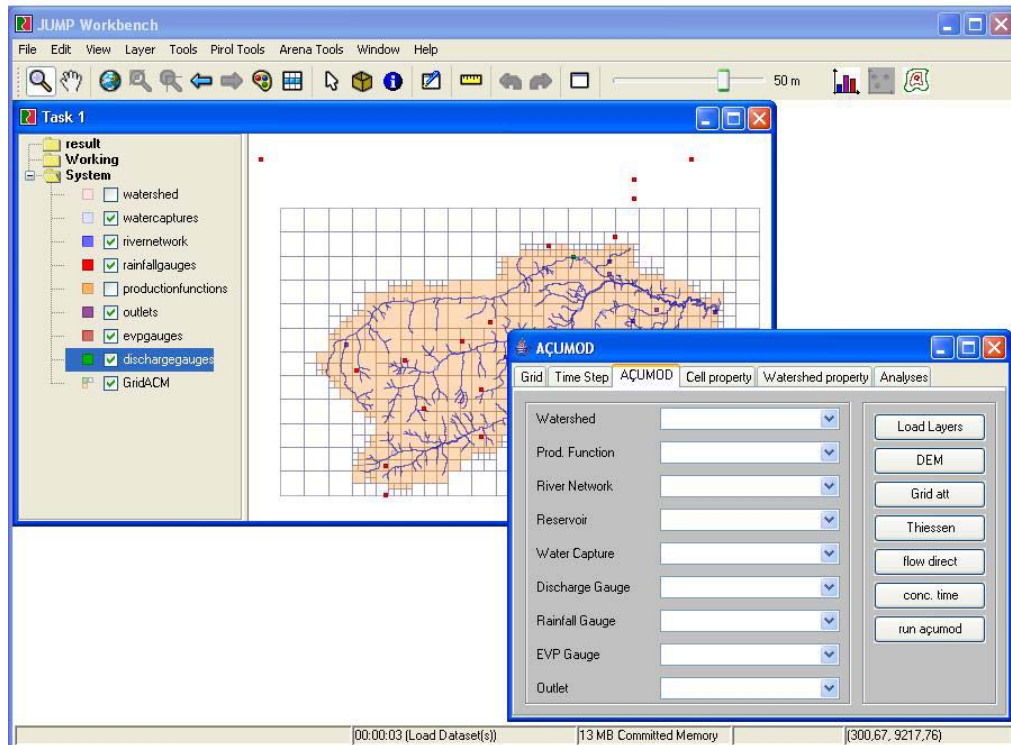 JUMP Workbench
File Edit View Layer Tools Pirol Tools Arena Tools Window Help
50 m
Task 1
result
Working
System
watershed
watercaptures
rivernetwork
rainfallgauges
productionfunctions
outlets
evpgauges
dischargegauges
GridACM
AÇUMOD
Grid Time Step AÇUMOD Cell property Watershed property Analyses
Watershed
Prod. Function
River Network
Reservoir
Water Capture
Discharge Gauge
Rainfall Gauge
EVP Gauge
Outlet
Load Layers
DEM
Grid att
Thiessen
flow direct
conc. time
run açumod
00:00:03 (Load Dataset(s)) 13 MB Committed Memory (300,67, 9217,76)